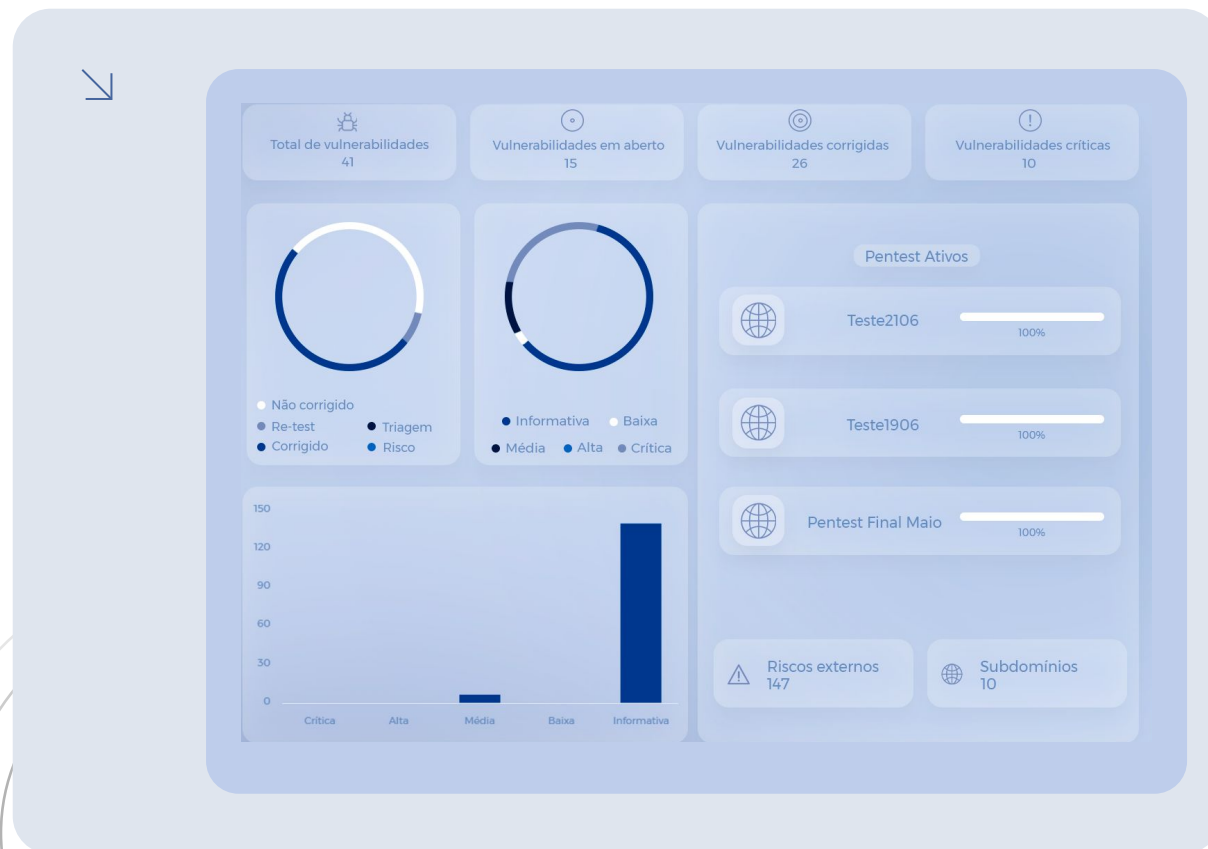 Total de vulnerabilidades
41
Vulnerabilidades em aberto
15
Vulnerabilidades corrigidas
26
Vulnerabilidades críticas
10
Não corrigido
Re-test
Triagem
Corrigido
Risco
Informativa
Baixa
Média
Alta
Crítica
Pentest Ativos
Teste2106
100%
Teste1906
100%
Pentest Final Maio
100%
150
120
90
60
30
0
Crítica
Alta
Média
Baixa
Informativa
Riscos externos
147
Subdomínios
10